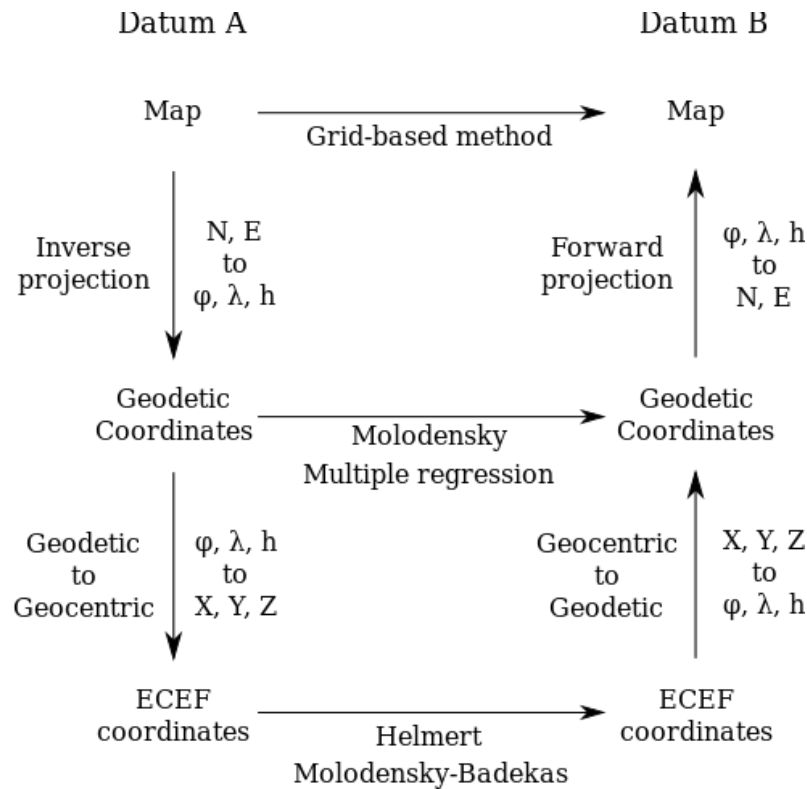 Datum A
Datum B
Map
Map
Grid-based method
Inverse
projection
N, E
to
φ, λ, h
Forward
projection
φ, λ, h
to
N, E
Geodetic
Coordinates
Geodetic
Coordinates
Molodensky
Multiple regression
Geodetic
to
Geocentric
φ, λ, h
to
X, Y, Z
Geocentric
to
Geodetic
X, Y, Z
to
φ, λ, h
ECEF
coordinates
ECEF
coordinates
Helmert
Molodensky-Badekas